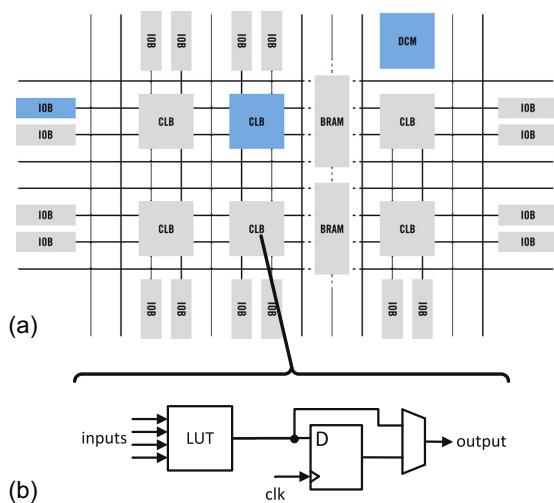 IOB IOB IOB IOB DCM
IOB CLB CLB BRAM CLB IOB
IOB IOB
IOB CLB CLB BRAM CLB IOB
IOB IOB
IOB IOB IOB IOB IOB IOB
(a)
inputs LUT D output
clk
(b)